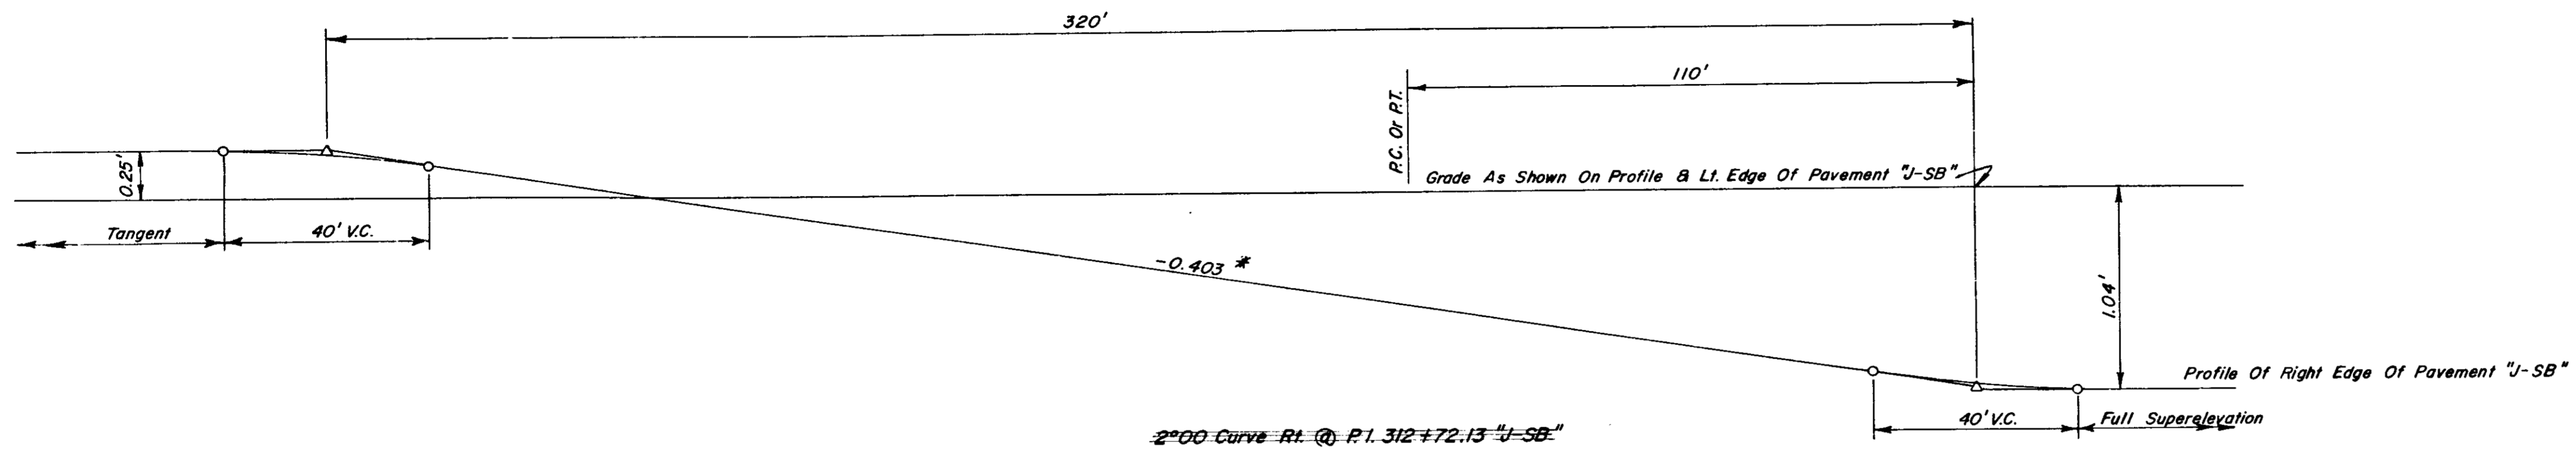 320'
110'
P.C. Or P.T.
0.25'
Grade As Shown On Profile & Lt. Edge Of Pavement "J-SB"
Tangent
40' V.C.
-0.403 *
1.04'
Profile Of Right Edge Of Pavement "J-SB"
40' V.C.
Full Superelevation
2°00 Curve Rt. @ P.I. 312+72.13 "J-SB"